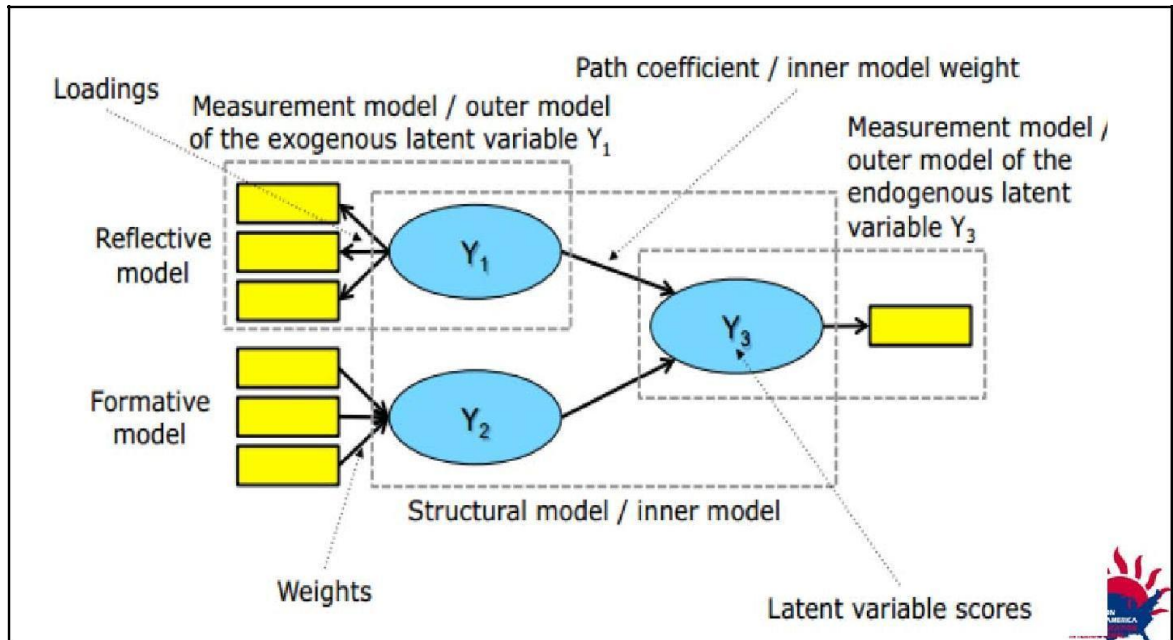 Path coefficient / inner model weight
Loadings
Measurement model / outer model
of the exogenous latent variable Y₁
Measurement model /
outer model of the
endogenous latent
variable Y₃
Reflective
model
Y₁
Y₃
Formative
model
Y₂
Structural model / inner model
Weights
Latent variable scores
AMERICA